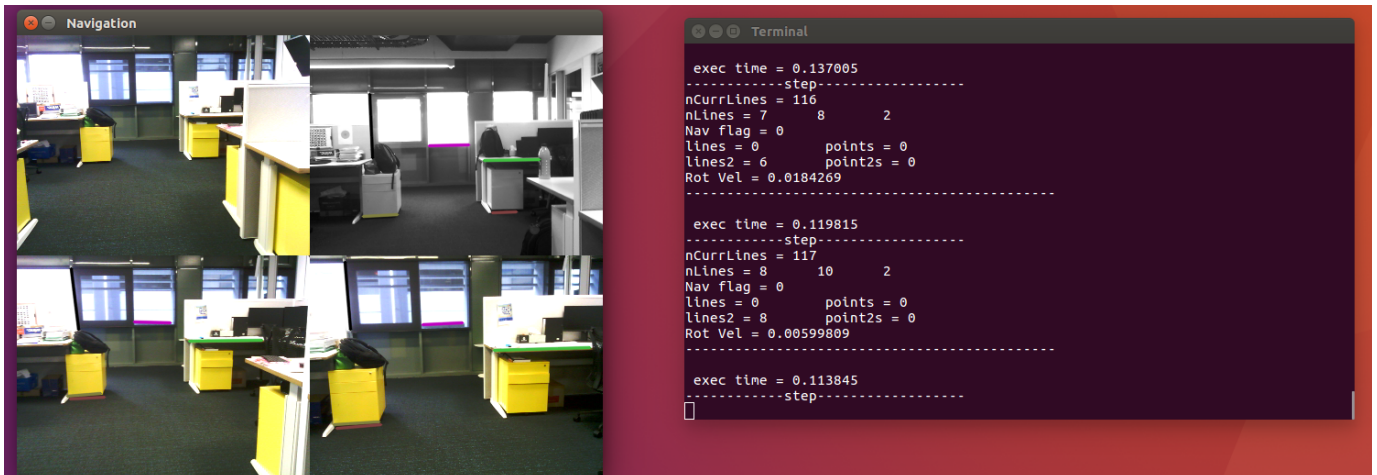 Navigation
Terminal
exec time = 0.137005
------------step------------------
nCurrLines = 116
nLines = 7 8 2
Nav flag = 0
lines = 0 points = 0
lines2 = 6 point2s = 0
Rot Vel = 0.0184269
---------------------------------------------
exec time = 0.119815
------------step------------------
nCurrLines = 117
nLines = 8 10 2
Nav flag = 0
lines = 0 points = 0
lines2 = 8 point2s = 0
Rot Vel = 0.00599809
---------------------------------------------
exec time = 0.113845
------------step------------------